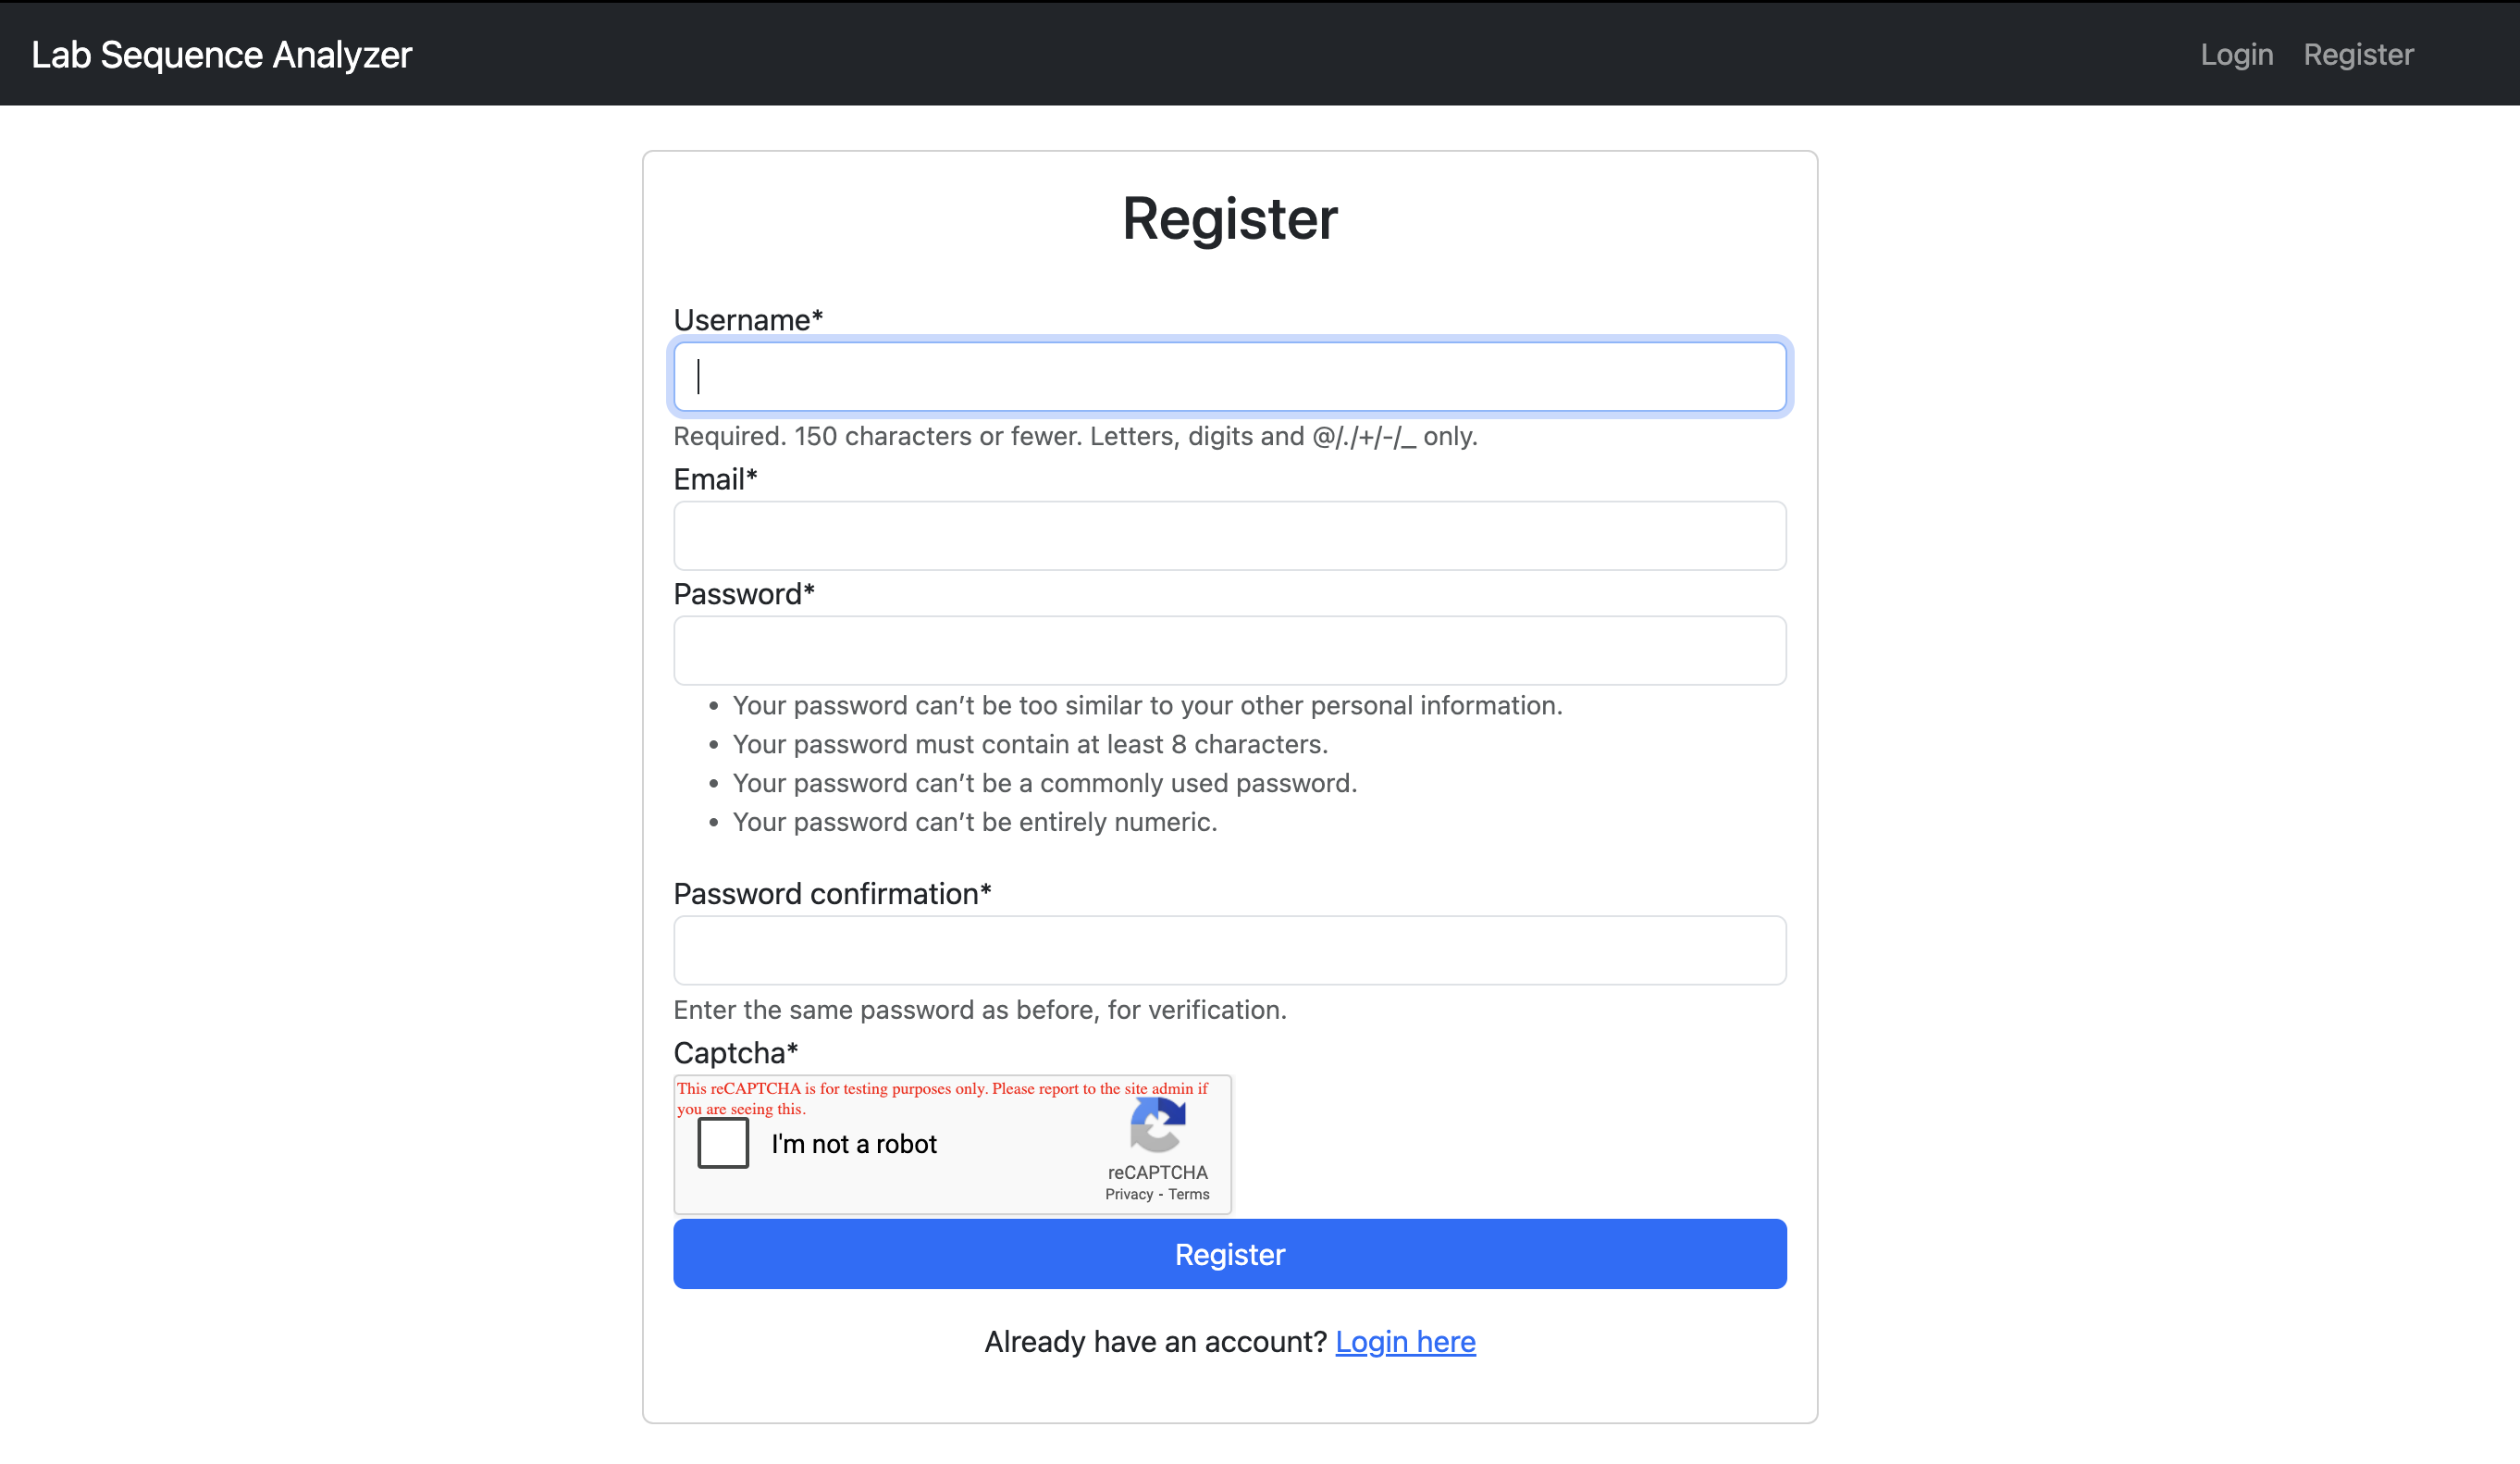 Lab Sequence Analyzer
Login
Register
Register
Username*
Required. 150 characters or fewer. Letters, digits and @/./+/-/_ only.
Email*
Password*
Your password can’t be too similar to your other personal information.
Your password must contain at least 8 characters.
Your password can’t be a commonly used password.
Your password can’t be entirely numeric.
Password confirmation*
Enter the same password as before, for verification.
Captcha*
This reCAPTCHA is for testing purposes only. Please report to the site admin if
you are seeing this.
I'm not a robot
reCAPTCHA
Privacy - Terms
Register
Already have an account? Login here